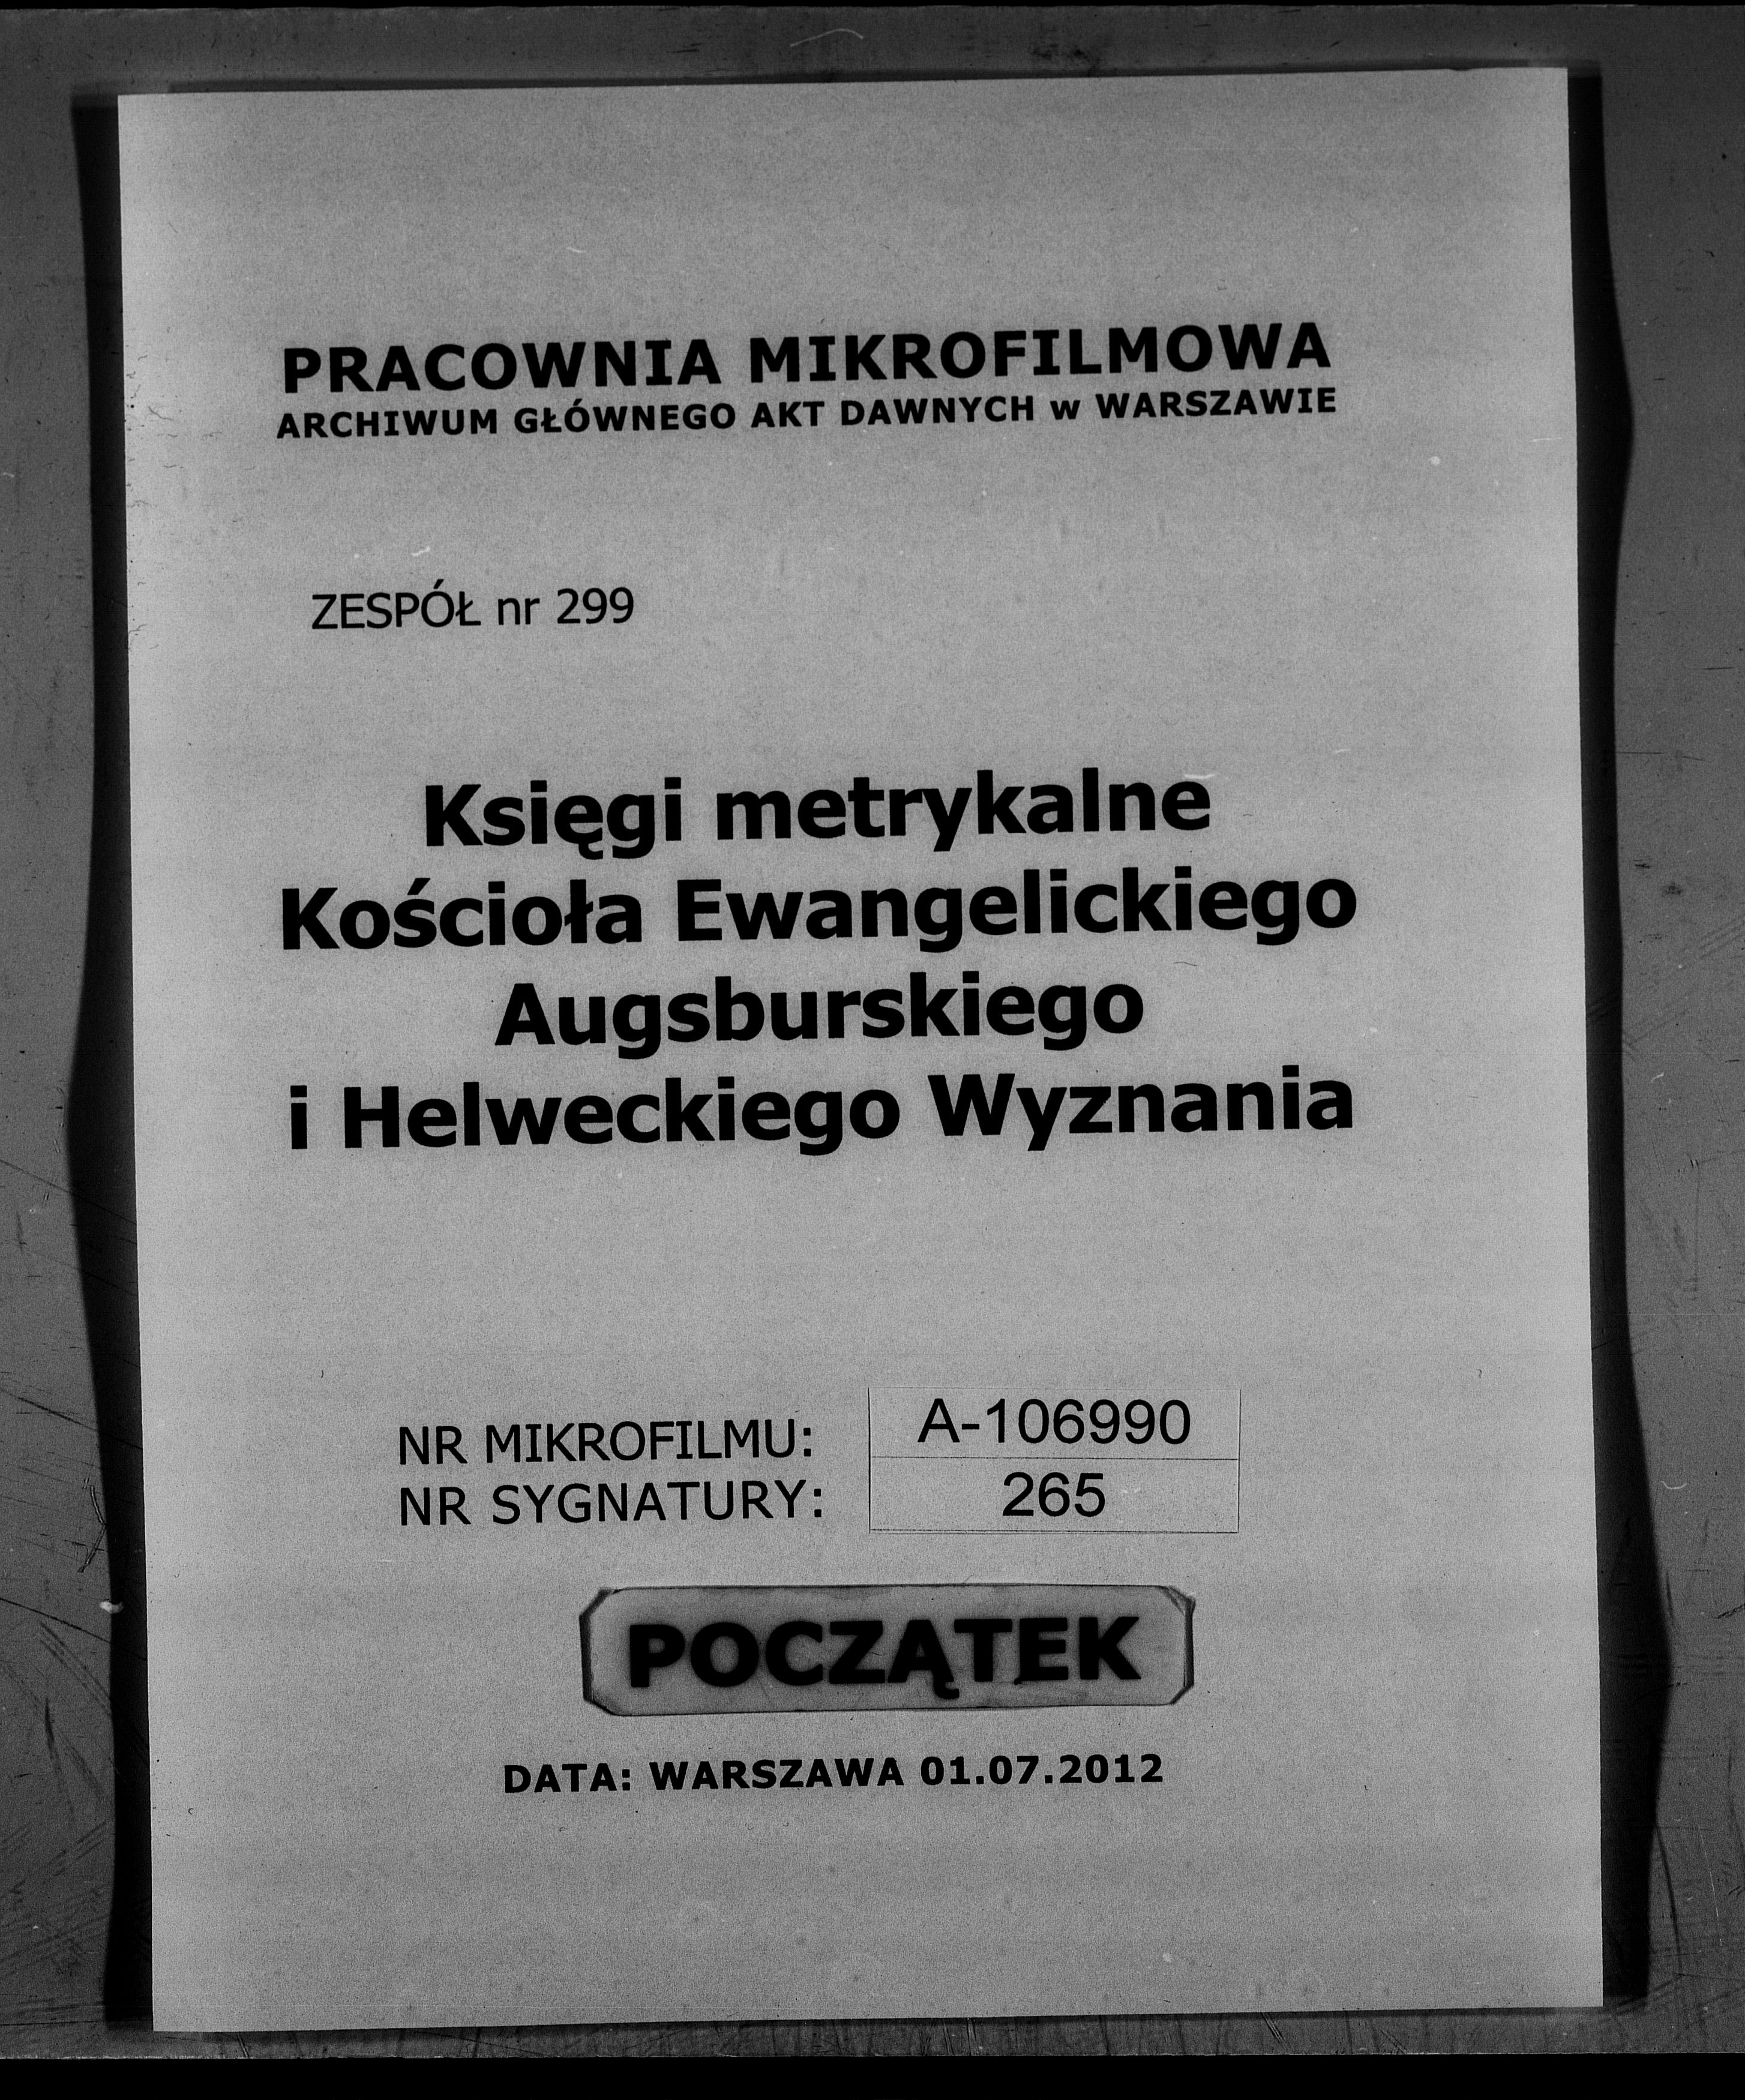 PRACOWNIA MIKROFILMOWA
ARCHIWUM GŁÓWNEGO AKT DAWNYCH w WARSZAWIE
ZESPÓŁ nr 299
Księgi metrykalne
Kościoła Ewangelickiego
Augsburskiego
i Helweckiego Wyznania
NR MIKROFILMU: A-106990
NR SYGNATURY: 265
POCZĄTEK
DATA: WARSZAWA 01.07.2012